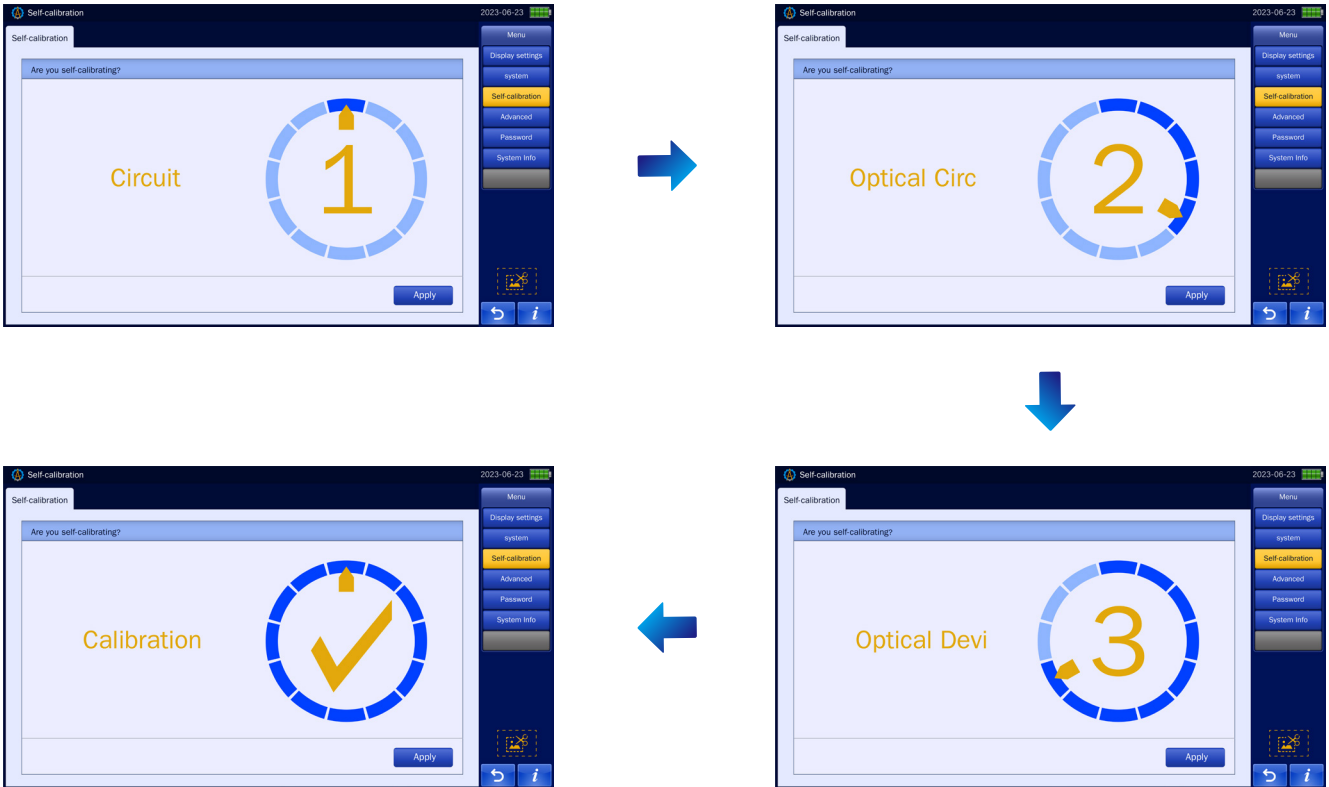 Self-calibration 2023-06-23
Self-calibration
Menu
Are you self-calibrating?
Display settings
system
Self-calibration
Advanced
Password
System Info
Circuit
1
Apply
i
Self-calibration 2023-06-23
Self-calibration
Menu
Are you self-calibrating?
Display settings
system
Self-calibration
Advanced
Password
System Info
Optical Circ
2
Apply
i
Self-calibration 2023-06-23
Self-calibration
Menu
Are you self-calibrating?
Display settings
system
Self-calibration
Advanced
Password
System Info
Calibration
Apply
i
Self-calibration 2023-06-23
Self-calibration
Menu
Are you self-calibrating?
Display settings
system
Self-calibration
Advanced
Password
System Info
Optical Devi
3
Apply
i